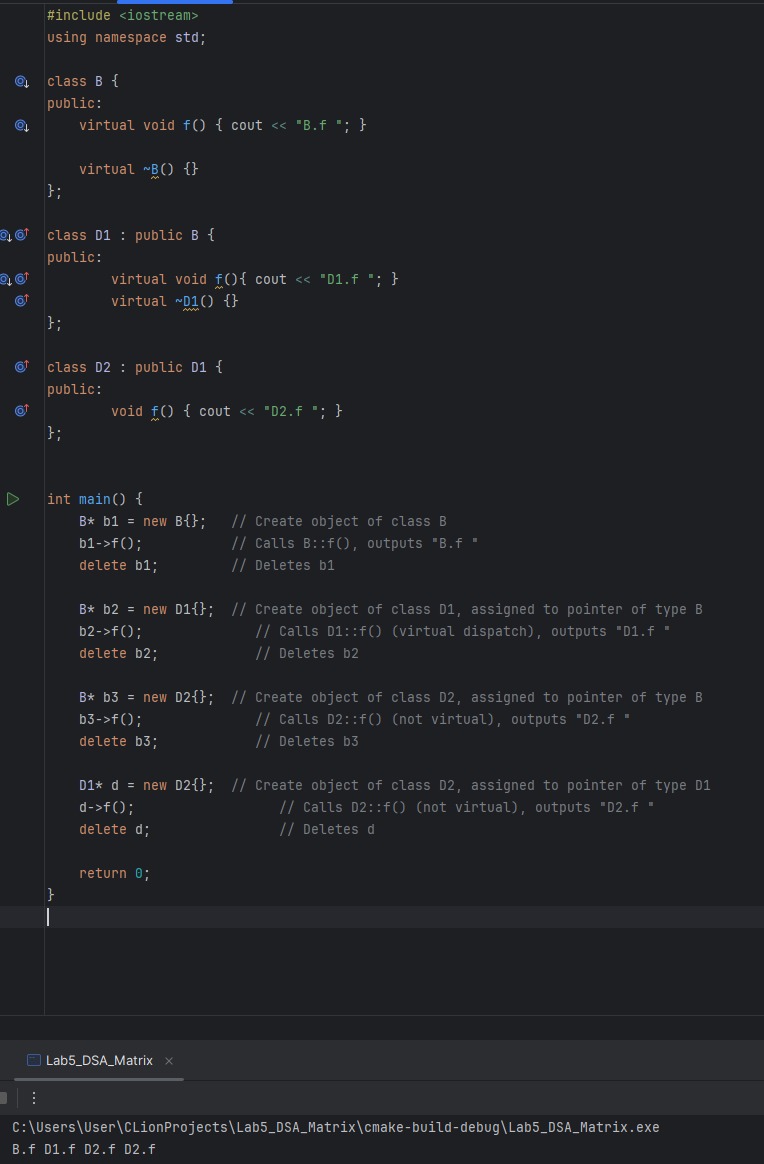 #include <iostream>
using namespace std;

class B {
public:
    virtual void f() { cout << "B.f "; }

    virtual ~B() {}
};

class D1 : public B {
public:
        virtual void f(){ cout << "D1.f "; }
        virtual ~D1() {}
};

class D2 : public D1 {
public:
        void f() { cout << "D2.f "; }
};


int main() {
    B* b1 = new B{};   // Create object of class B
    b1->f();           // Calls B::f(), outputs "B.f "
    delete b1;         // Deletes b1

    B* b2 = new D1{};  // Create object of class D1, assigned to pointer of type B
    b2->f();              // Calls D1::f() (virtual dispatch), outputs "D1.f "
    delete b2;            // Deletes b2

    B* b3 = new D2{};  // Create object of class D2, assigned to pointer of type B
    b3->f();              // Calls D2::f() (not virtual), outputs "D2.f "
    delete b3;            // Deletes b3

    D1* d = new D2{};  // Create object of class D2, assigned to pointer of type D1
    d->f();                  // Calls D2::f() (not virtual), outputs "D2.f "
    delete d;                // Deletes d

    return 0;
}
Lab5_DSA_Matrix
C:\Users\User\CLionProjects\Lab5_DSA_Matrix\cmake-build-debug\Lab5_DSA_Matrix.exe
B.f D1.f D2.f D2.f